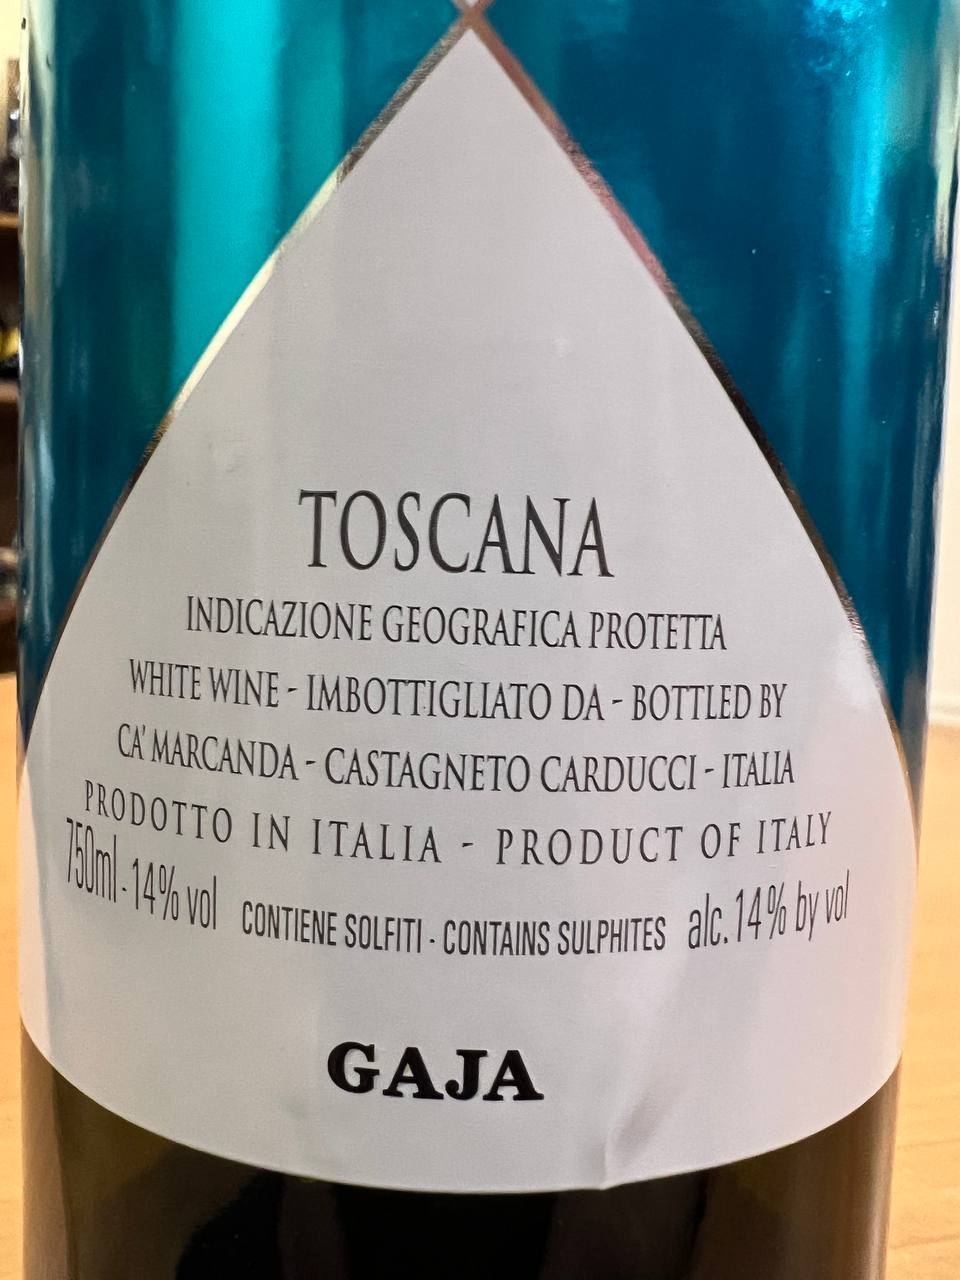 TOSCANA
INDICAZIONE GEOGRAFICA PROTETTA
WHITE WINE - IMBOTTIGLIATO DA - BOTTLED BY
CA' MARCANDA - CASTAGNETO CARDUCCI - ITALIA
PRODOTTO IN ITALIA - PRODUCT OF ITALY
750ml - 14% vol CONTIENE SOLFITI - CONTAINS SULPHITES alc. 14% by vol
GAJA